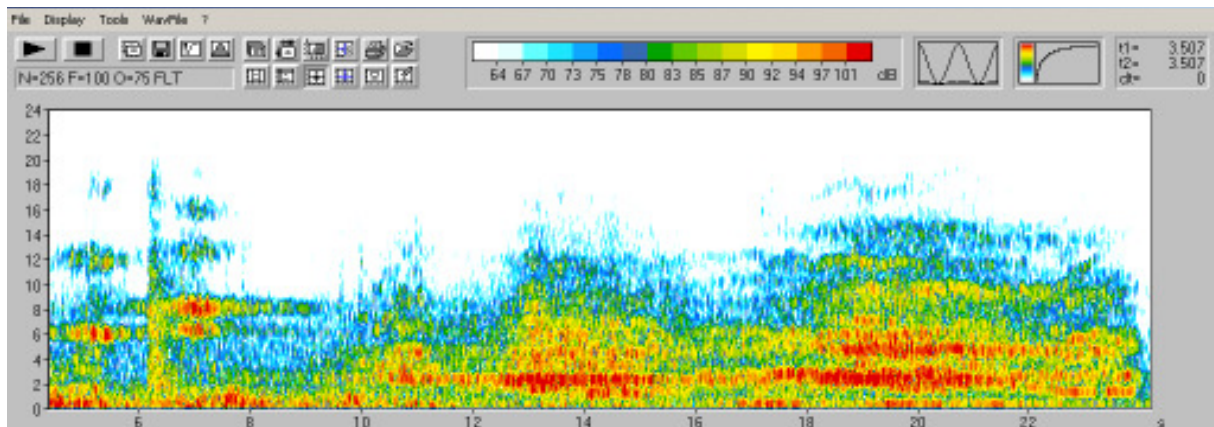 File Display Tools WavFile ?
N=256 F=100 O=75 FLT
64 67 70 73 75 78 80 83 85 87 90 92 94 97 101 dB
t1= 3.507
t2= 3.507
dt= 0
24
22
20
18
16
14
12
10
8
6
4
2
0
6 8 10 12 14 16 18 20 22 s